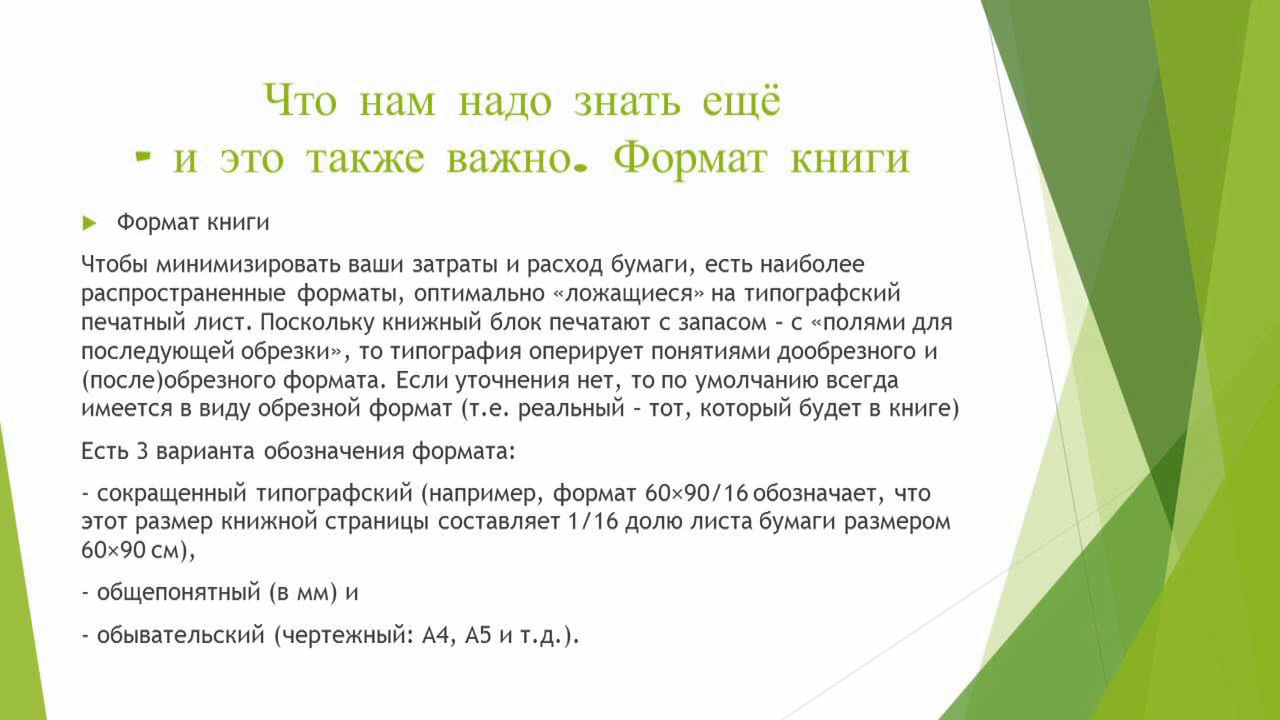 Что нам надо знать ещё
- и это также важно. Формат книги
Формат книги
Чтобы минимизировать ваши затраты и расход бумаги, есть наиболее
распространенные форматы, оптимально «ложащиеся» на типографский
печатный лист. Поскольку книжный блок печатают с запасом – с «полями для
последующей обрезки», то типография оперирует понятиями дообрезного и
(после)обрезного формата. Если уточнения нет, то по умолчанию всегда
имеется в виду обрезной формат (т.е. реальный – тот, который будет в книге)
Есть 3 варианта обозначения формата:
- сокращенный типографский (например, формат 60×90/16 обозначает, что
этот размер книжной страницы составляет 1/16 долю листа бумаги размером
60×90 см),
- общепонятный (в мм) и
- обывательский (чертежный: А4, А5 и т.д.).